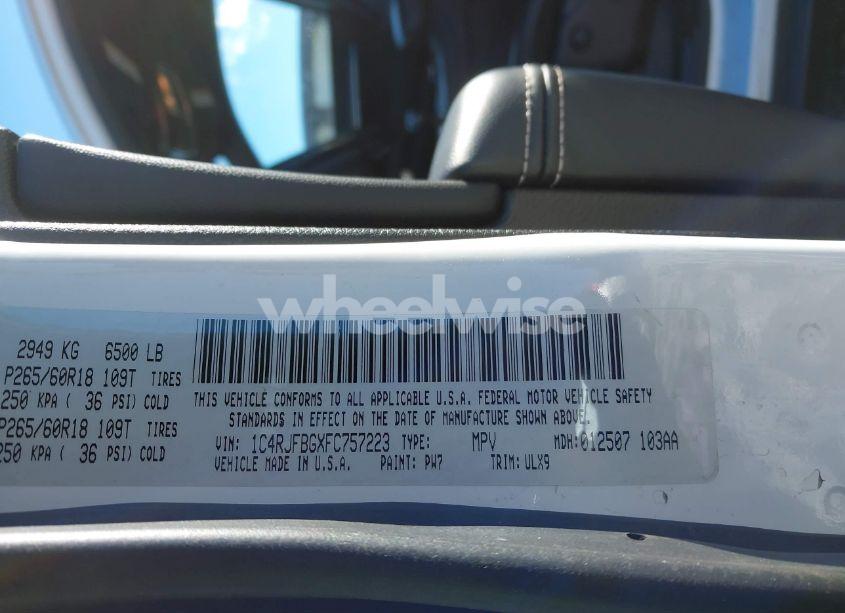 wheelwise
2949 KG 6500 LB
P265/60R18 109T TIRES
250 KPA ( 36 PSI) COLD
P265/60R18 109T TIRES
250 KPA ( 36 PSI) COLD
THIS VEHICLE CONFORMS TO ALL APPLICABLE U.S.A. FEDERAL MOTOR VEHICLE SAFETY
STANDARDS IN EFFECT ON THE DATE OF MANUFACTURE SHOWN ABOVE.
VIN: 1C4RJFBGXFC757223 TYPE: MPV MDH:012507 103AA
VEHICLE MADE IN U.S.A. PAINT: PW7 TRIM: ULX9